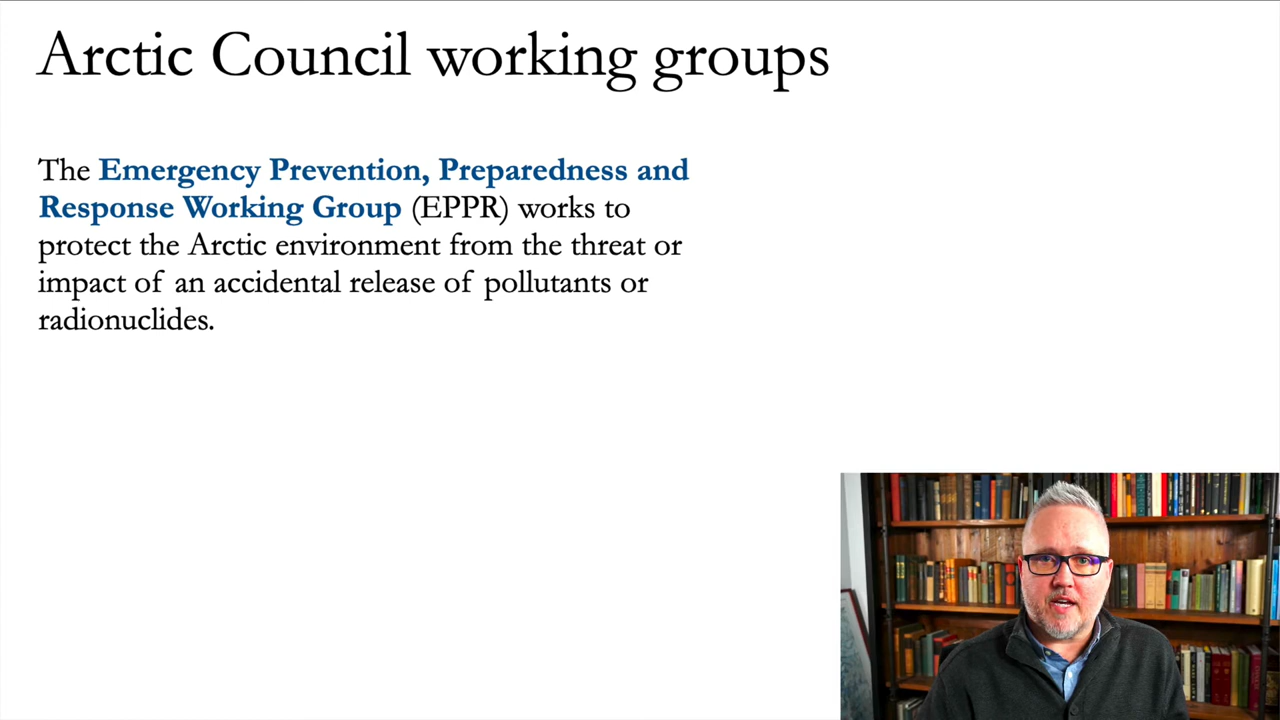 Arctic Council working groups
The Emergency Prevention, Preparedness and
Response Working Group (EPPR) works to
protect the Arctic environment from the threat or
impact of an accidental release of pollutants or
radionuclides.